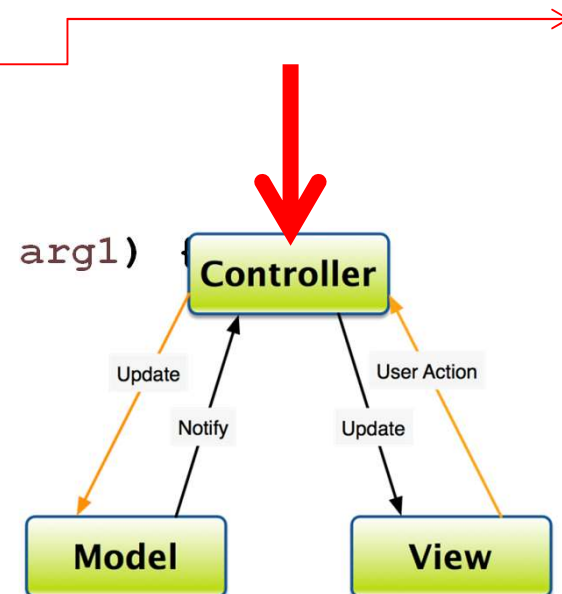 arg1) {
Controller
Update
User Action
Notify
Update
Model
View